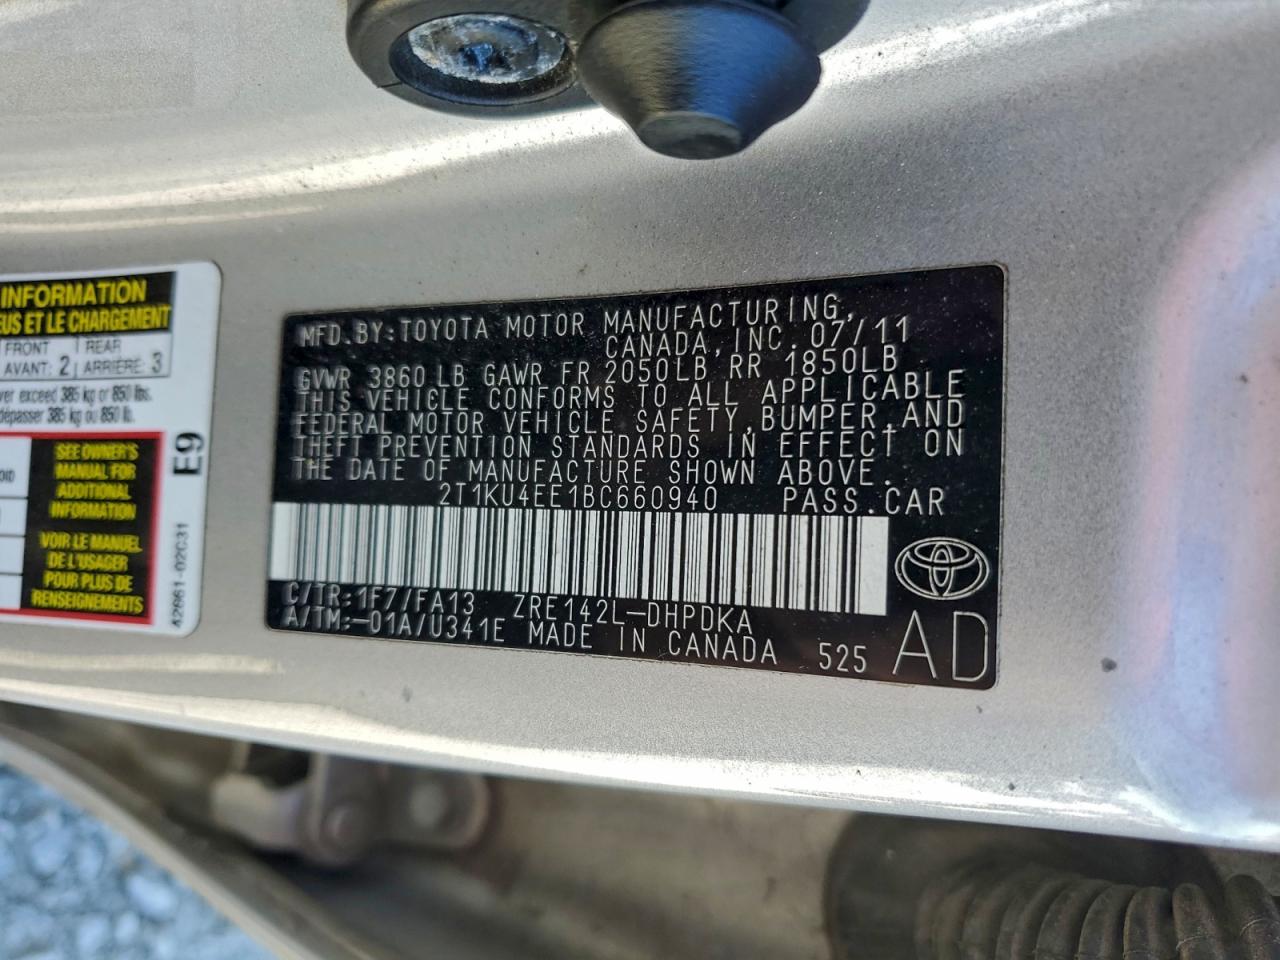 INFORMATION
EUS ET LE CHARGEMENT
FRONT
AVANT: 2
REAR
ARRIÈRE: 3
ver exceed 385 kg or 850 lbs.
dépasser 385 kg ou 850 lb.
SEE OWNER'S
MANUAL FOR
ADDITIONAL
INFORMATION
VOIR LE MANUEL
DE L'USAGER
POUR PLUS DE
RENSEIGNEMENTS
E9
42661-02C31
MFD.BY:TOYOTA MOTOR MANUFACTURING,
CANADA, INC. 07/11
GVWR 3860 LB GAWR FR 2050LB RR 1850LB
THIS VEHICLE CONFORMS TO ALL APPLICABLE
FEDERAL MOTOR VEHICLE SAFETY,BUMPER,AND
THEFT PREVENTION STANDARDS IN EFFECT ON
THE DATE OF MANUFACTURE SHOWN ABOVE.
2T1KU4EE1BC660940 PASS.CAR
C/TR:1F7/FA13 ZRE142L-DHPDKA
A/TM:-01A/U341E MADE IN CANADA 525
AD